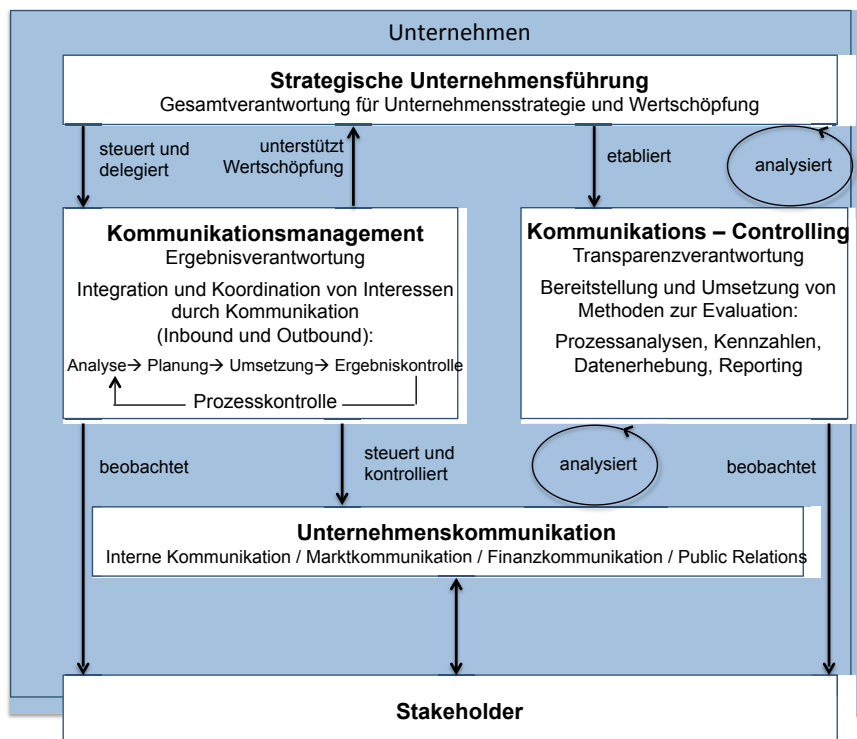 Unternehmen
Strategische Unternehmensführung
Gesamtverantwortung für Unternehmensstrategie und Wertschöpfung
steuert und
delegiert
unterstützt
Wertschöpfung
etabliert
analysiert
Kommunikationsmanagement
Ergebnisverantwortung
Integration und Koordination von Interessen
durch Kommunikation
(Inbound und Outbound):
Analyse→ Planung→ Umsetzung→ Ergebniskontrolle
Prozesskontrolle
Kommunikations – Controlling
Transparenzverantwortung
Bereitstellung und Umsetzung von
Methoden zur Evaluation:
Prozessanalysen, Kennzahlen,
Datenerhebung, Reporting
beobachtet
steuert und
kontrolliert
analysiert
beobachtet
Unternehmenskommunikation
Interne Kommunikation / Marktkommunikation / Finanzkommunikation / Public Relations
Stakeholder